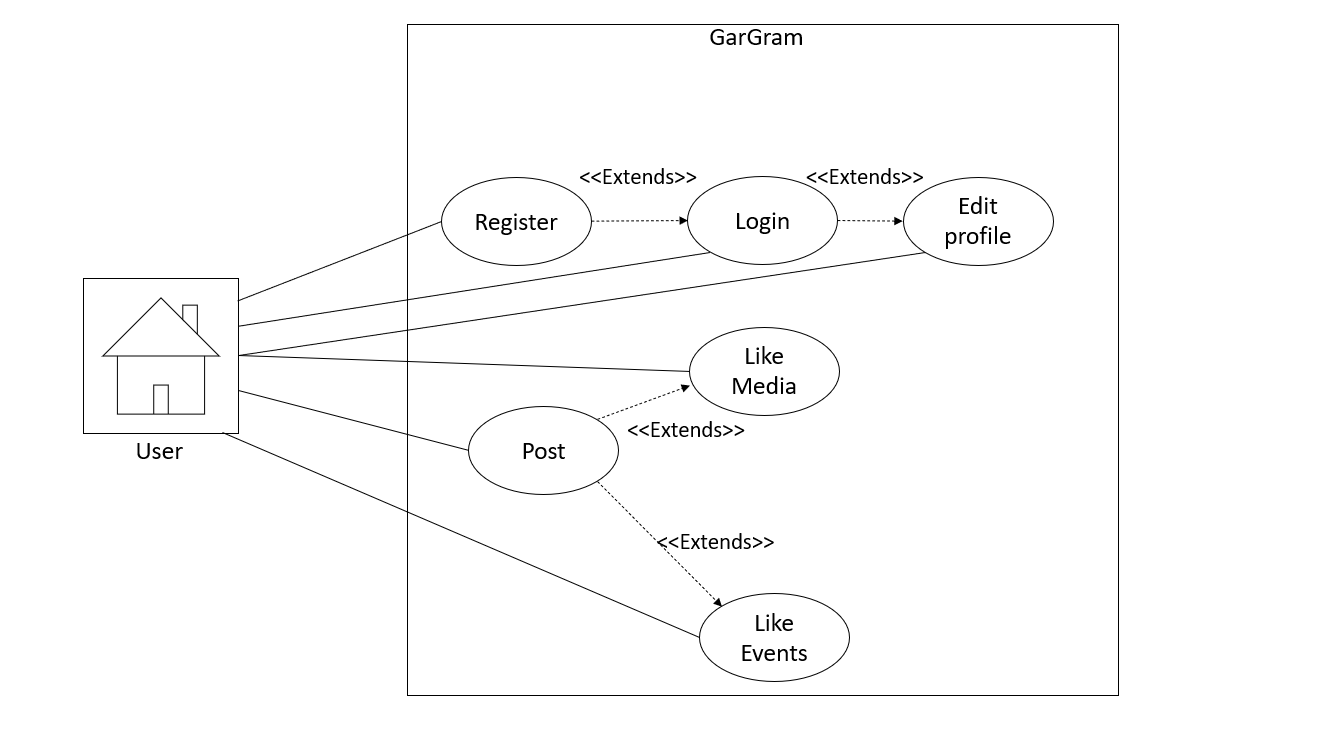 GarGram
<<Extends>>
<<Extends>>
Register
Login
Edit
profile
Like
Media
<<Extends>>
Post
User
<<Extends>>
Like
Events